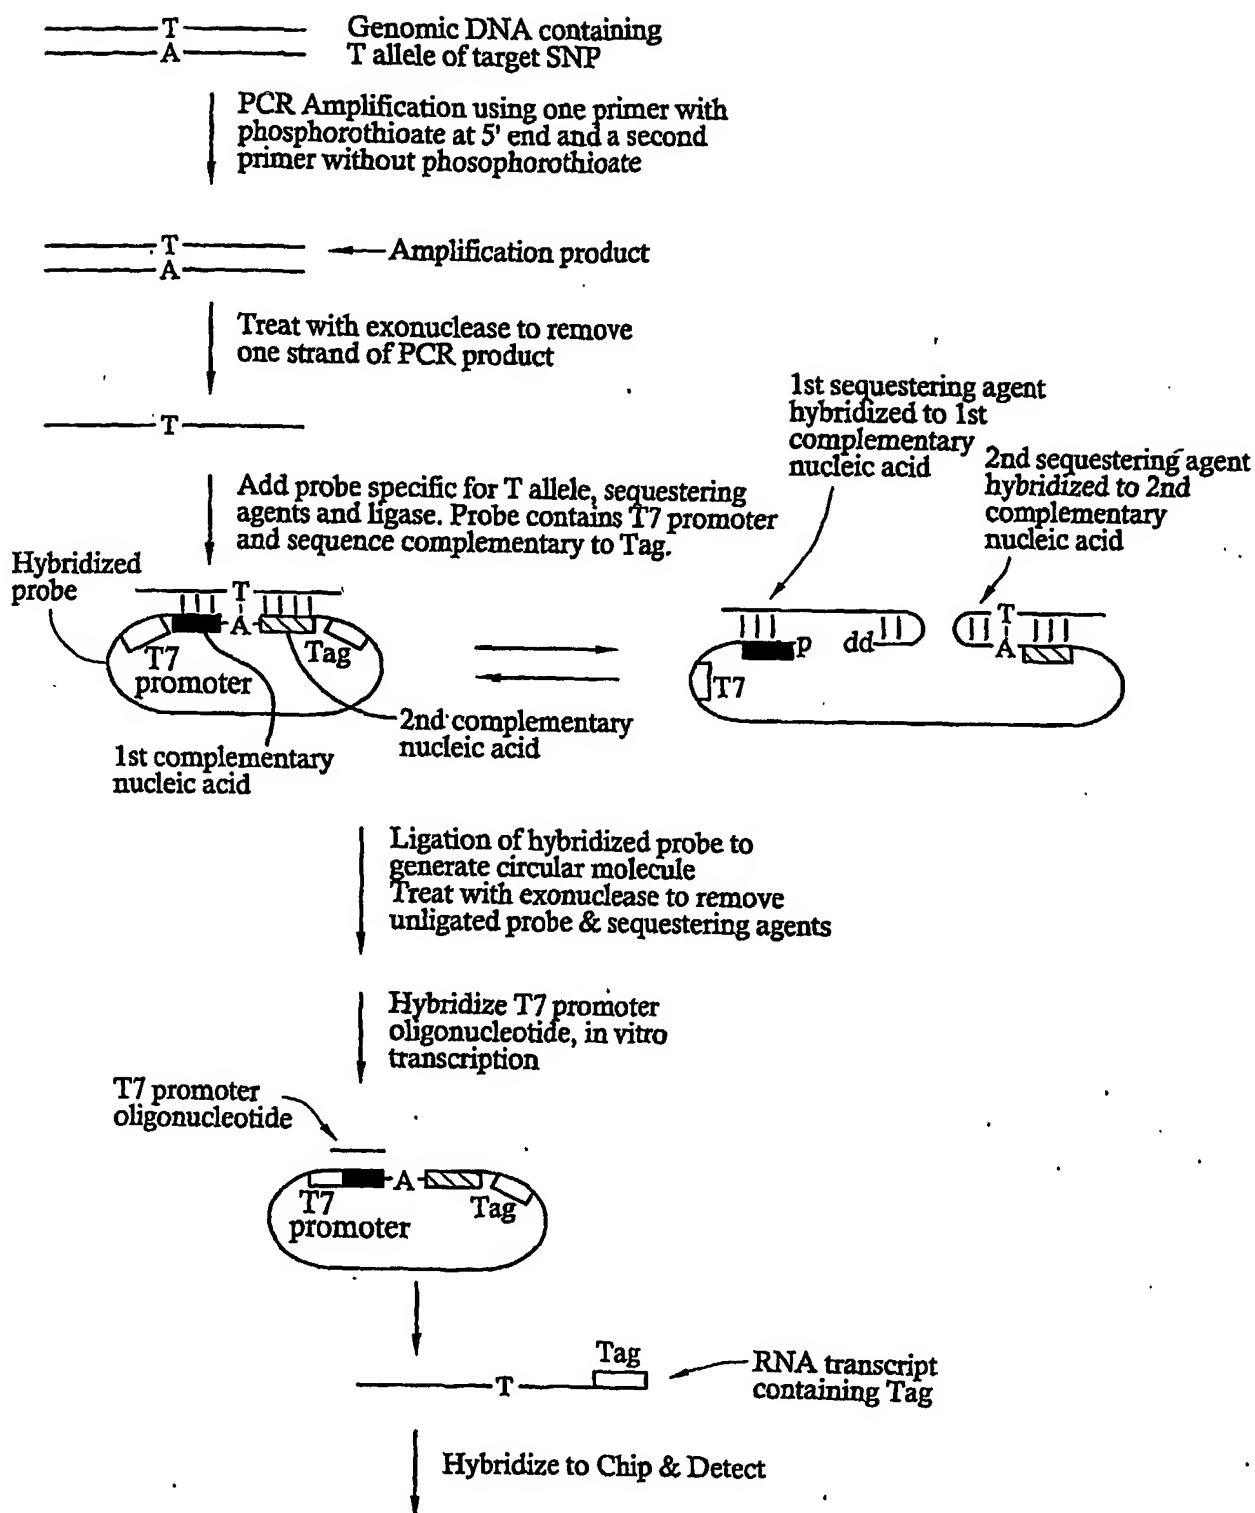 T
A
Genomic DNA containing
T allele of target SNP
PCR Amplification using one primer with
phosphorothioate at 5' end and a second
primer without phosophorothioate
T
A
Amplification product
Treat with exonuclease to remove
one strand of PCR product
T
1st sequestering agent
hybridized to 1st
complementary
nucleic acid
2nd sequestering agent
hybridized to 2nd
complementary
nucleic acid
Add probe specific for T allele, sequestering
agents and ligase. Probe contains T7 promoter
and sequence complementary to Tag.
Hybridized
probe
T
A
T7
promoter
Tag
1st complementary
nucleic acid
2nd complementary
nucleic acid
p
dd
T
A
T7
Ligation of hybridized probe to
generate circular molecule
Treat with exonuclease to remove
unligated probe & sequestering agents
Hybridize T7 promoter
oligonucleotide, in vitro
transcription
T7 promoter
oligonucleotide
A
T7
promoter
Tag
Tag
T
RNA transcript
containing Tag
Hybridize to Chip & Detect